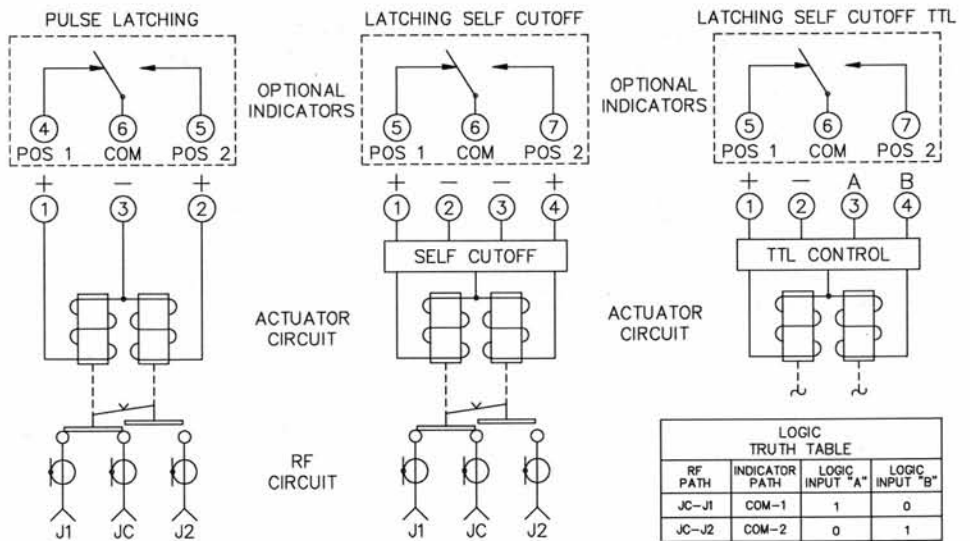 PULSE LATCHING
4 6 5
POS 1 COM POS 2
+ − +
1 3 2
J1 JC J2
OPTIONAL
INDICATORS
ACTUATOR
CIRCUIT
RF
CIRCUIT
LATCHING SELF CUTOFF
5 6 7
POS 1 COM POS 2
+ − − +
1 2 3 4
SELF CUTOFF
J1 JC J2
OPTIONAL
INDICATORS
ACTUATOR
CIRCUIT
LATCHING SELF CUTOFF TTL
5 6 7
POS 1 COM POS 2
+ − A B
1 2 3 4
TTL CONTROL
LOGIC
TRUTH TABLE
RF PATH INDICATOR PATH LOGIC INPUT "A" LOGIC INPUT "B"
JC-J1 COM-1 1 0
JC-J2 COM-2 0 1